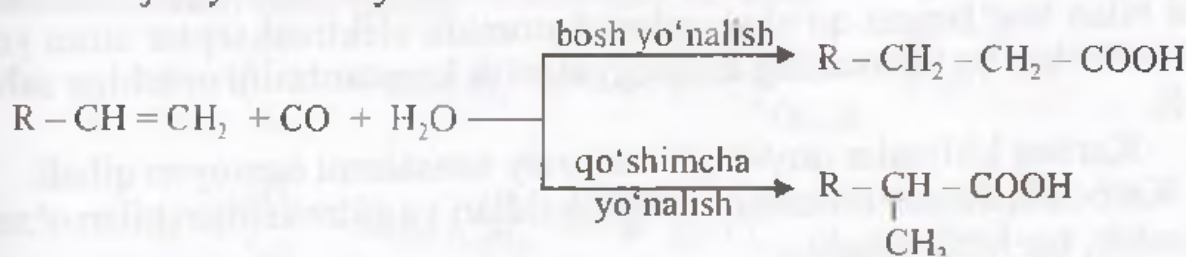 bosh yo‘nalish
R – CH₂ – CH₂ – COOH
R – CH = CH₂ + CO + H₂O
qo‘shimcha
yo‘nalish
R – CH – COOH
CH₃